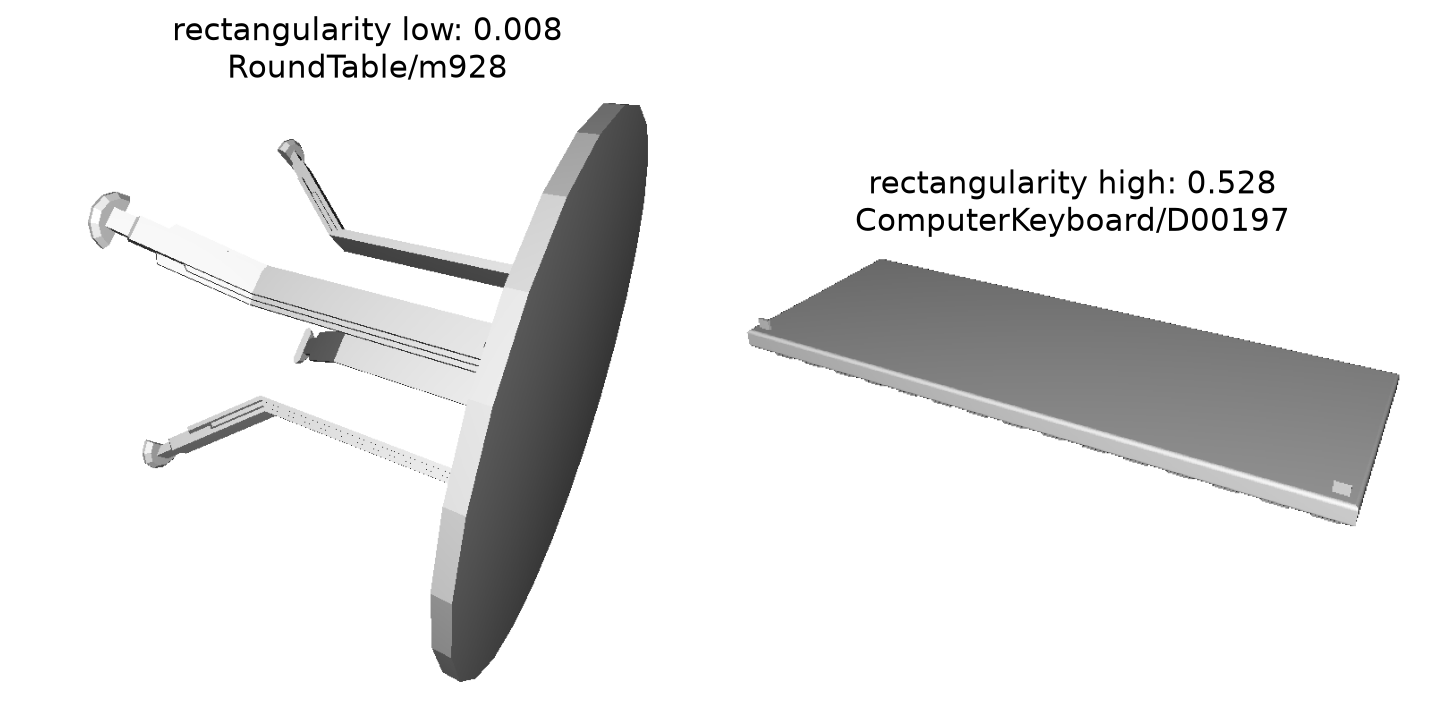 rectangularity low: 0.008
RoundTable/m928
rectangularity high: 0.528
ComputerKeyboard/D00197